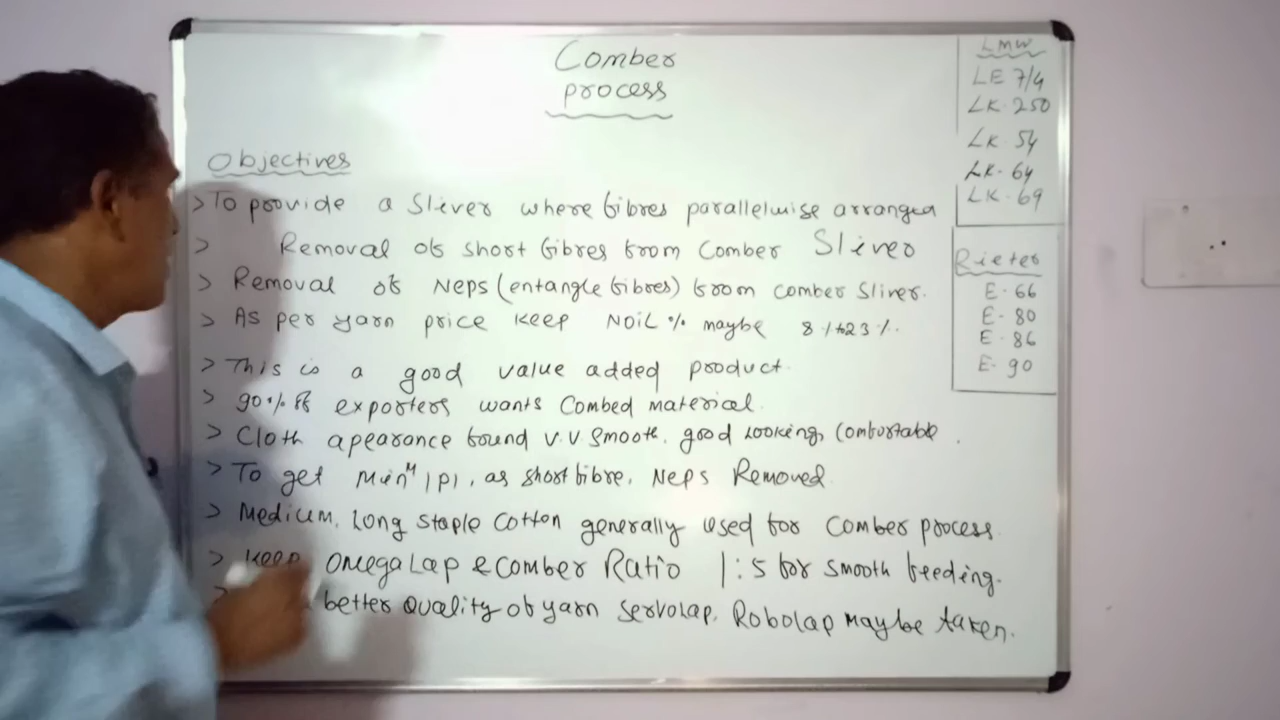 Comber
process
Objectives
> To provide a Sliver where fibres parallelwise arranged
> Removal of short fibres from Comber Sliver
> Removal of Neps (entangle fibres) from comber sliver.
> As per yarn price keep NOiL % maybe 8 % to 23 %.
> This is a good value added product.
> 90% of exporters wants Combed material.
> Cloth apearance found V.V Smooth, good looking, Comfortable.
> To get Minᵐ IPI, as short fibre, Neps Removed
> Medium, Long Staple Cotton generally used for Comber process.
> Keep Omega Lap & Comber Ratio 1:5 for smooth feeding.
> better quality of yarn Servolap, Robolap May be taken.
LMW
LE 7/4
LK. 250
LK 54
LK. 64
LK. 69
Rieter
E. 66
E. 80
E. 86
E. 90